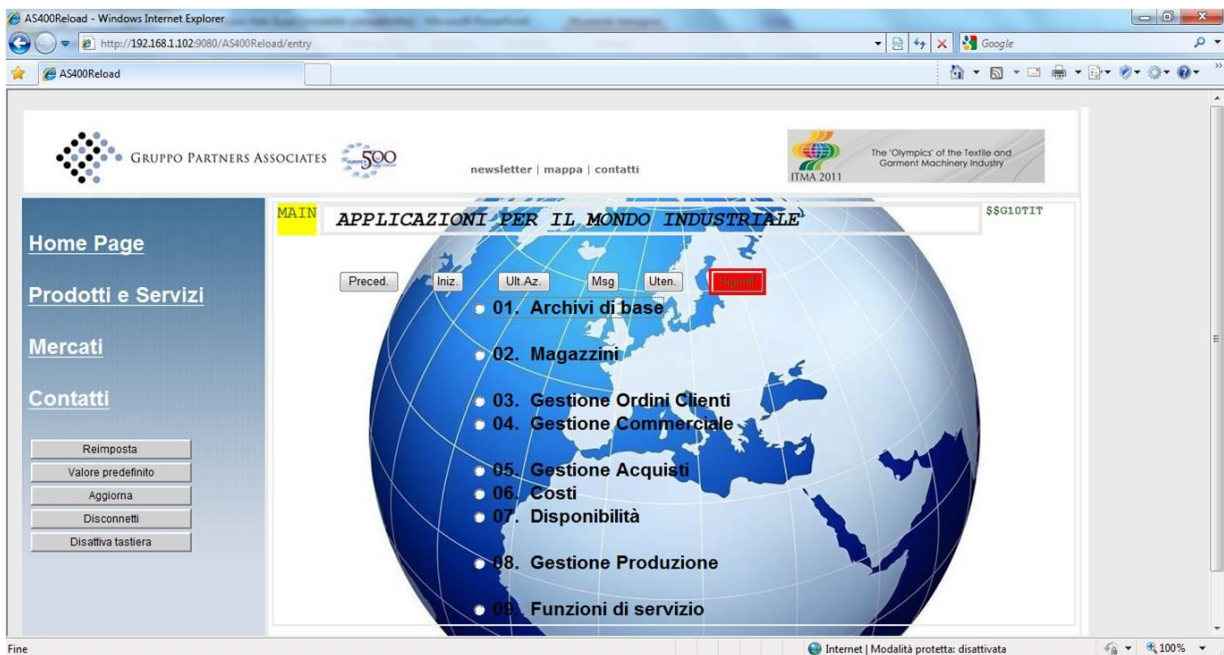 AS400Reload - Windows Internet Explorer
http://192.168.1.102:9080/AS400Reload/entry
Google
AS400Reload
GRUPPO PARTNERS ASSOCIATES
500
newsletter | mappa | contatti
ITMA 2011
The 'Olympics' of the Textile and
Garment Machinery Industry
MAIN
APPLICAZIONI PER IL MONDO INDUSTRIALE
$$G10TIT
Home Page
Prodotti e Servizi
Mercati
Contatti
Reimposta
Valore predefinito
Aggiorna
Disconnetti
Disattiva tastiera
Preced.
Iniz.
Ult.Az.
Msg
Uten.
Signoff
01. Archivi di base
02. Magazzini
03. Gestione Ordini Clienti
04. Gestione Commerciale
05. Gestione Acquisti
06. Costi
07. Disponibilità
08. Gestione Produzione
09. Funzioni di servizio
Fine
Internet | Modalità protetta: disattivata
100%